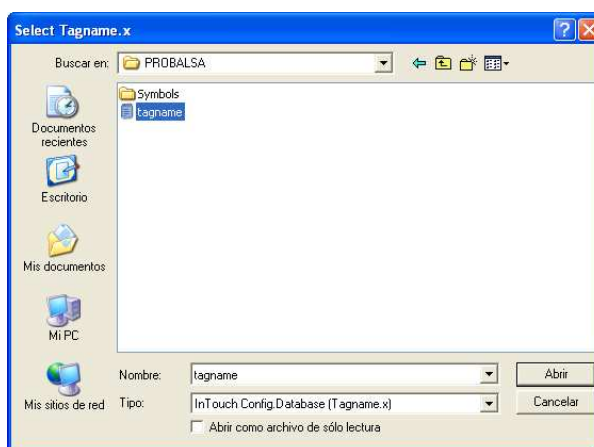 Select Tagname.x
Buscar en:
PROBALSA
Symbols
tagname
Documentos
recientes
Escritorio
Mis documentos
Mi PC
Mis sitios de red
Nombre:
tagname
Abrir
Tipo:
InTouch Config.Database (Tagname.x)
Cancelar
Abrir como archivo de sólo lectura